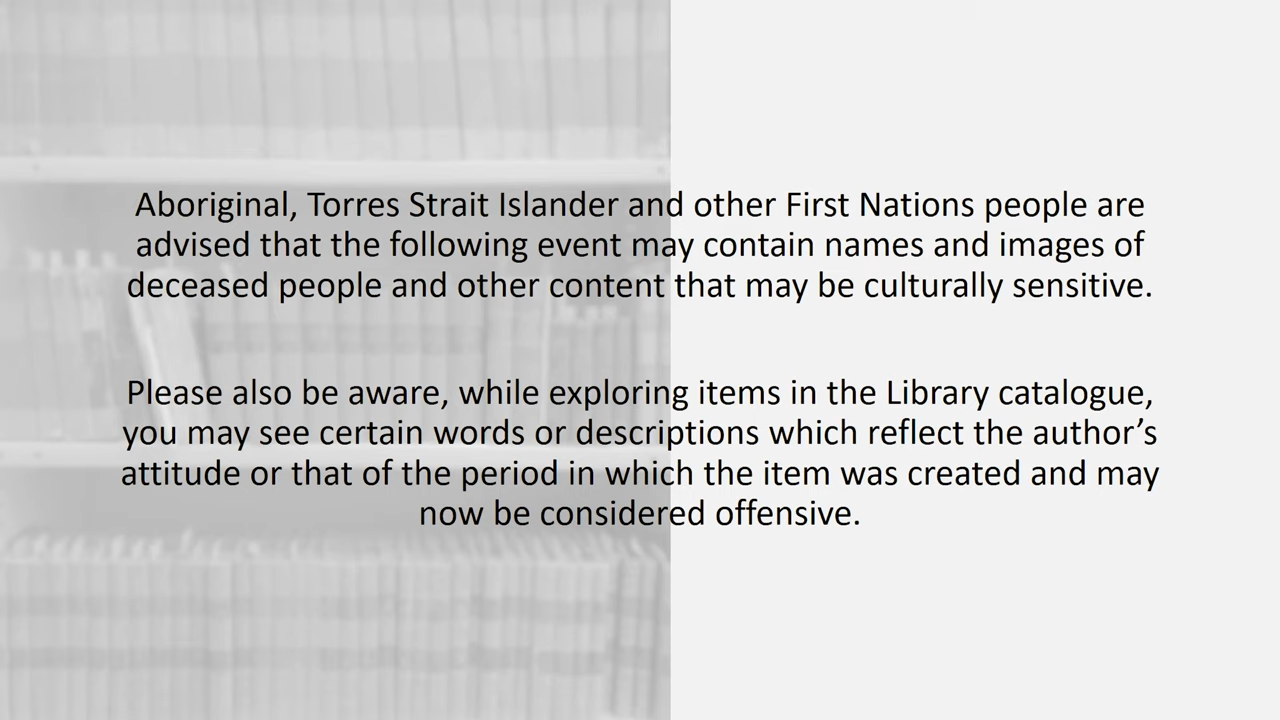 Aboriginal, Torres Strait Islander and other First Nations people are
advised that the following event may contain names and images of
deceased people and other content that may be culturally sensitive.
Please also be aware, while exploring items in the Library catalogue,
you may see certain words or descriptions which reflect the author’s
attitude or that of the period in which the item was created and may
now be considered offensive.